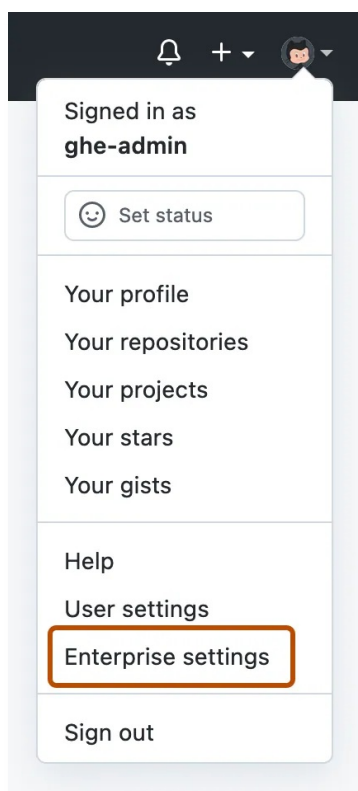 Signed in as
ghe-admin
Set status
Your profile
Your repositories
Your projects
Your stars
Your gists
Help
User settings
Enterprise settings
Sign out